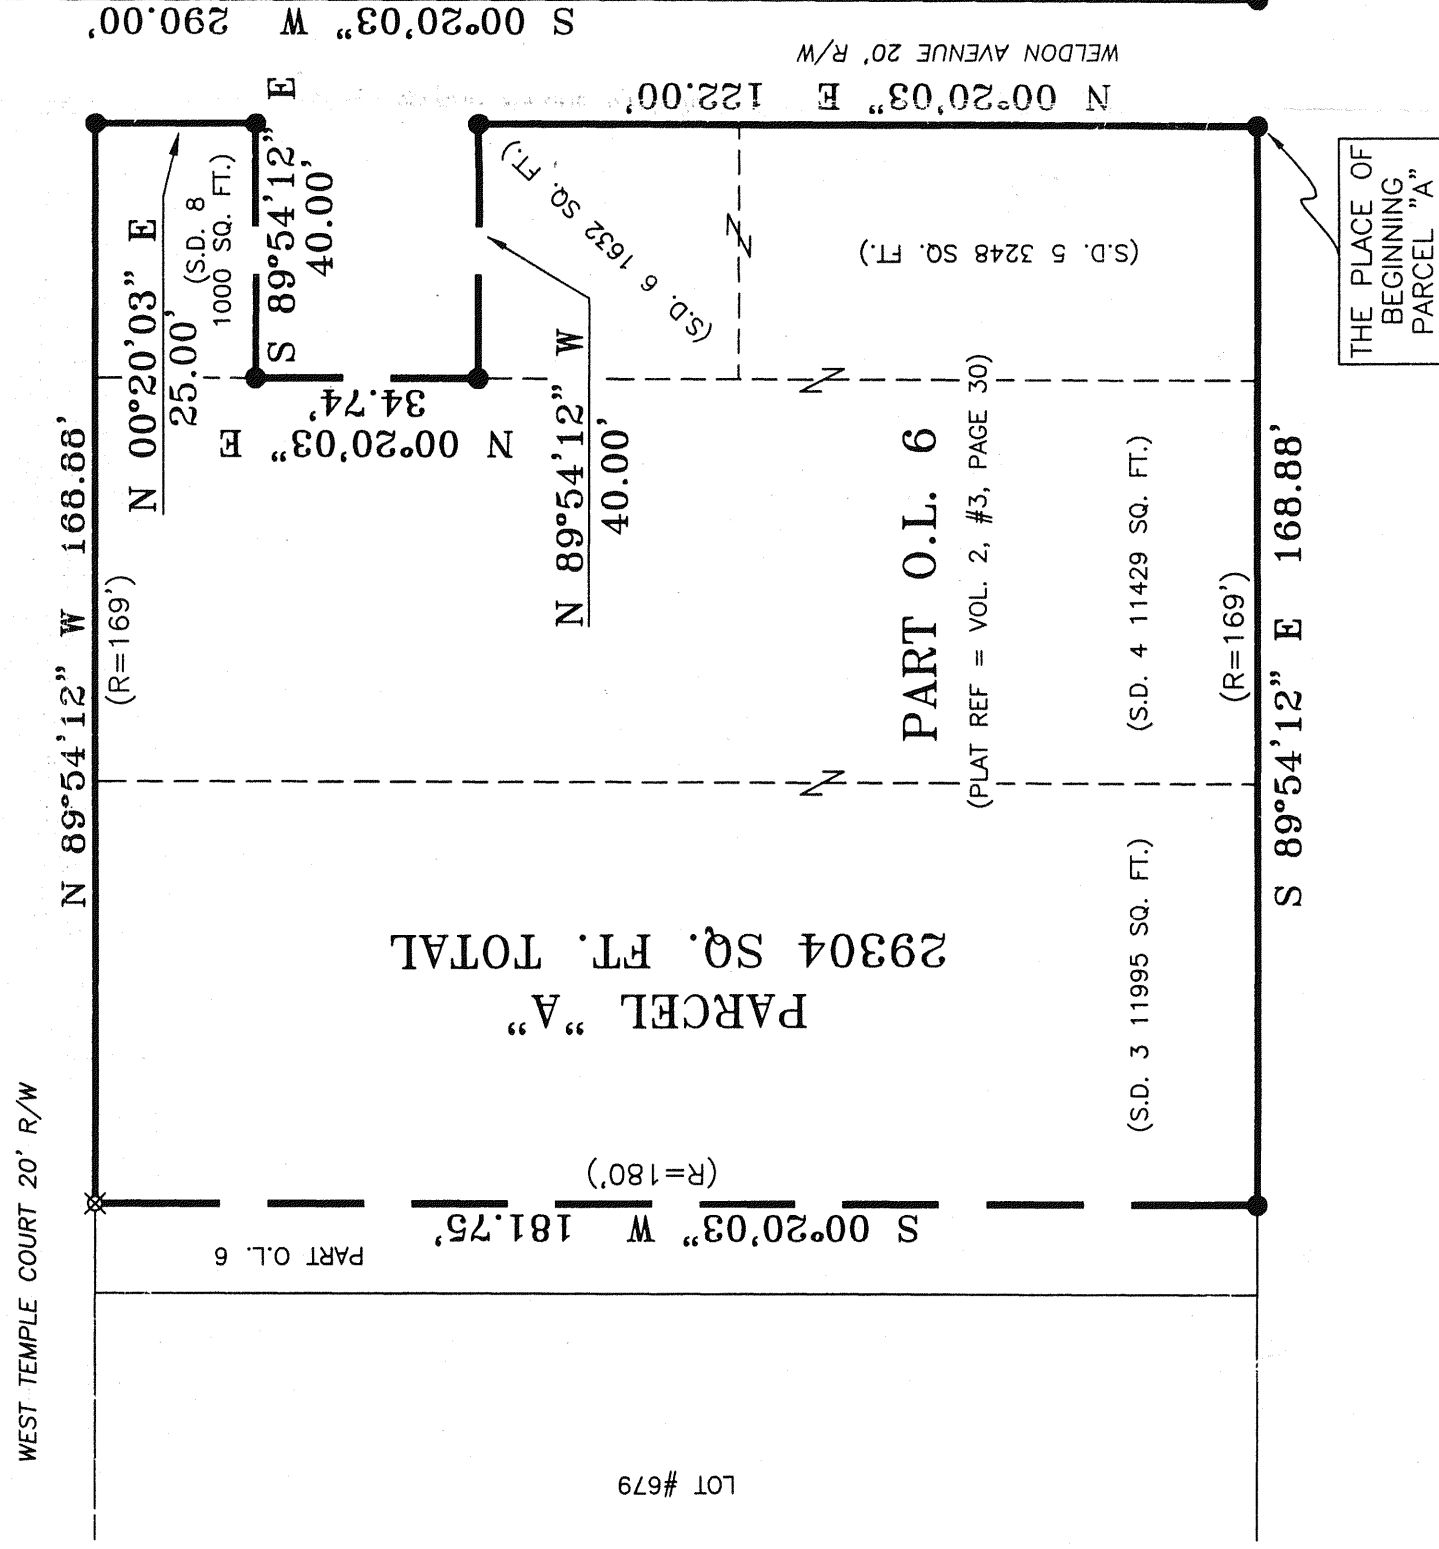 S 00°20'03" W 290.00'
WELDON AVENUE 20' R/W
N 00°20'03" E 122.00'
THE PLACE OF
BEGINNING
PARCEL "A"
N 00°20'03" E
25.00'
(S.D. 8
1000 SQ. FT.)
S 89°54'12" E
40.00'
N 00°20'03" E
34.74'
N 89°54'12" W
40.00'
(S.D. 6 1632 SQ. FT.)
(S.D. 5 3248 SQ. FT.)
N 89°54'12" W 168.88'
(R=169')
PART O.L. 6
(PLAT REF = VOL. 2, #3, PAGE 30)
(S.D. 4 11429 SQ. FT.)
(R=169')
S 89°54'12" E 168.88'
PARCEL "A"
29304 SQ. FT. TOTAL
(S.D. 3 11995 SQ. FT.)
(R=180')
S 00°20'03" W 181.75'
PART O.L. 6
WEST TEMPLE COURT 20' R/W
LOT #679